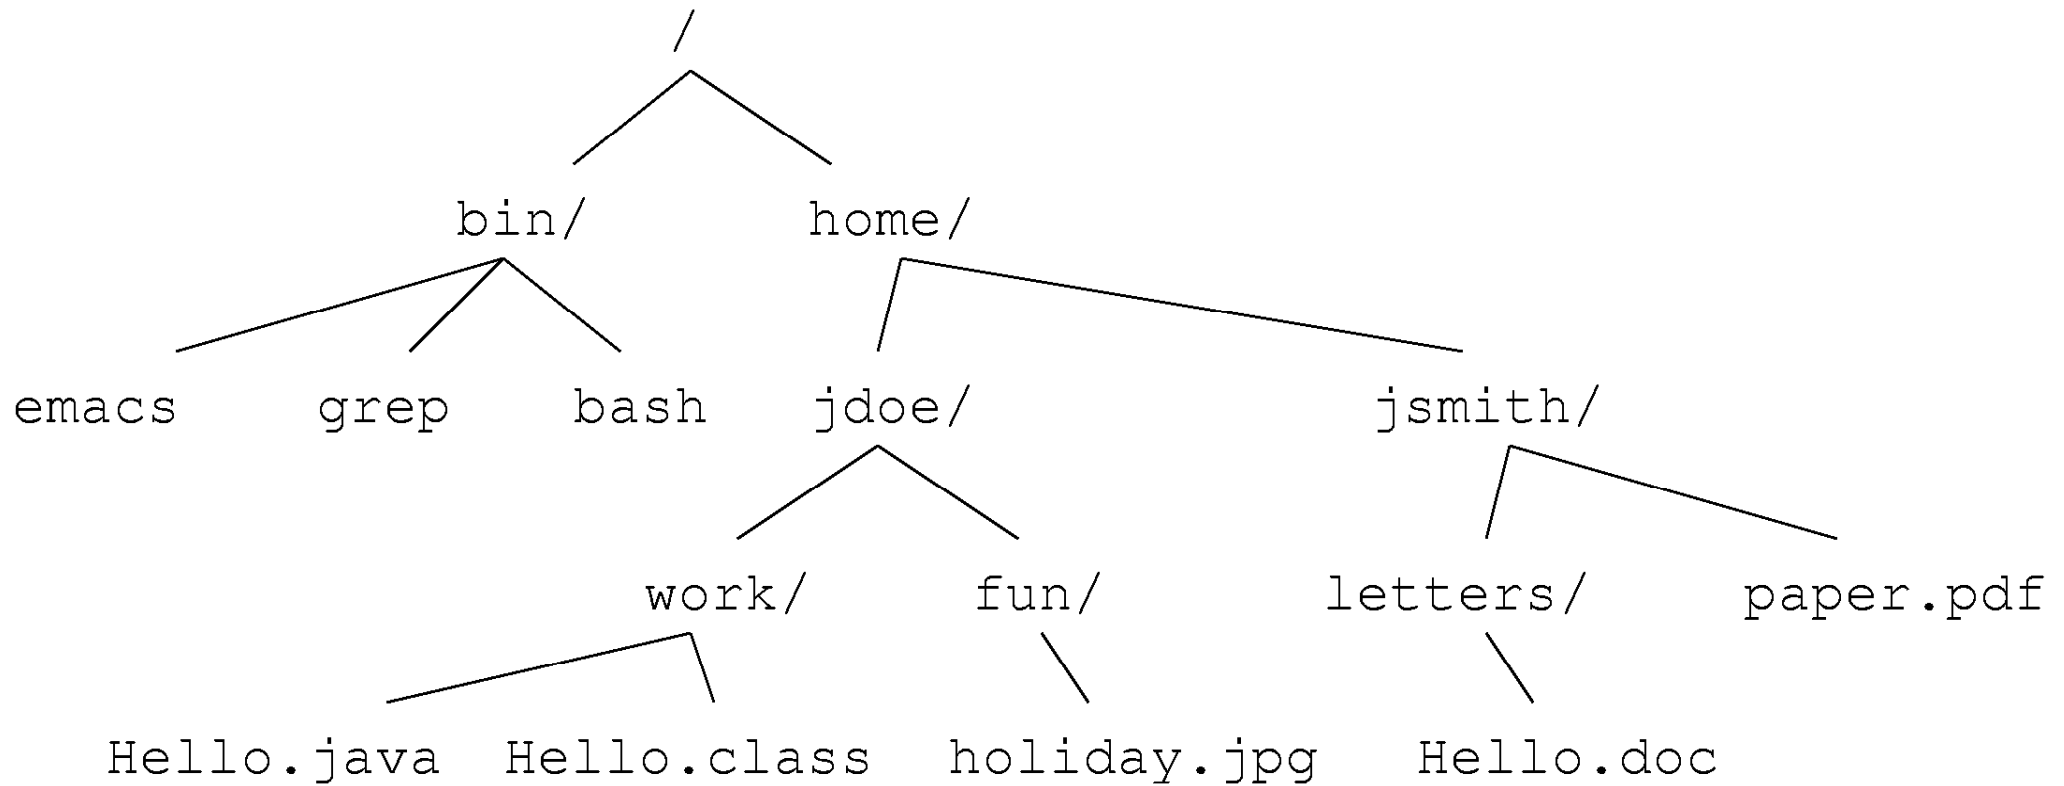 /
bin/ home/
emacs grep bash jdoe/ jsmith/
work/ fun/ letters/ paper.pdf
Hello.java Hello.class holiday.jpg Hello.doc